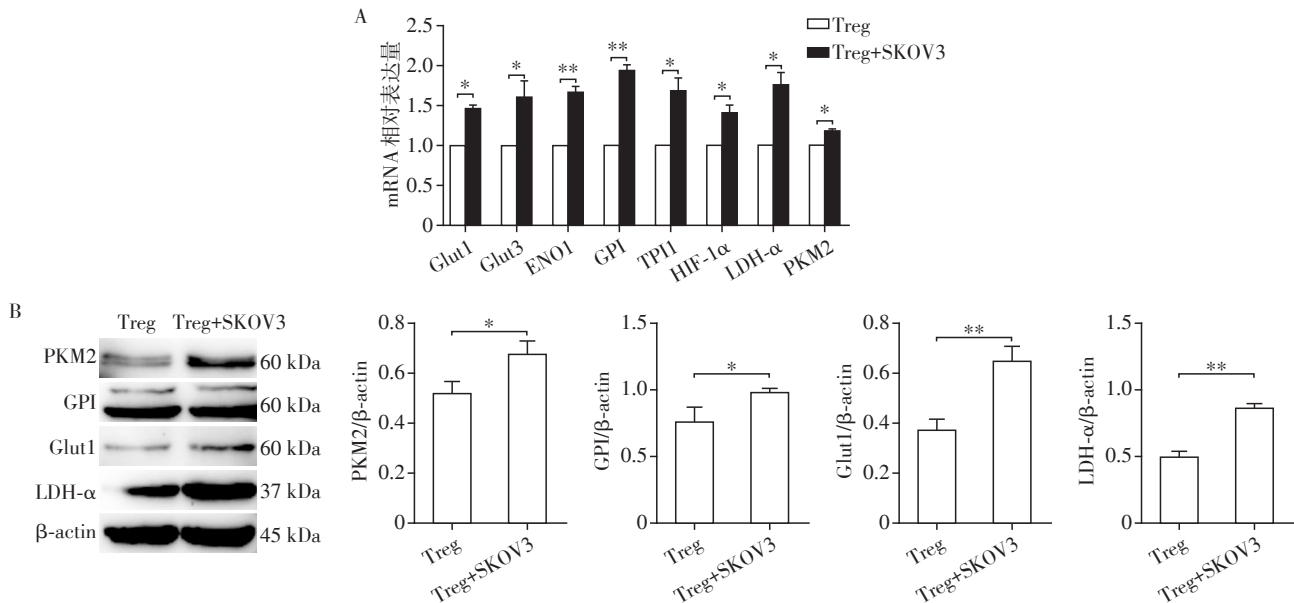 A
mRNA 相对表达量
2.5
2.0
1.5
1.0
0.5
0
Treg
Treg+SKOV3
* * ** ** * * * *
Glut1 Glut3 ENO1 GPI TPI1 HIF-1α LDH-α PKM2
B
Treg Treg+SKOV3
PKM2 60 kDa
GPI 60 kDa
Glut1 60 kDa
LDH-α 37 kDa
β-actin 45 kDa
PKM2/β-actin
0.8
0.6
0.4
0.2
0
*
Treg
Treg+SKOV3
GPI/β-actin
1.5
1.0
0.5
0
*
Treg
Treg+SKOV3
Glut1/β-actin
0.8
0.6
0.4
0.2
0
**
Treg
Treg+SKOV3
LDH-α/β-actin
1.5
1.0
0.5
0
**
Treg
Treg+SKOV3